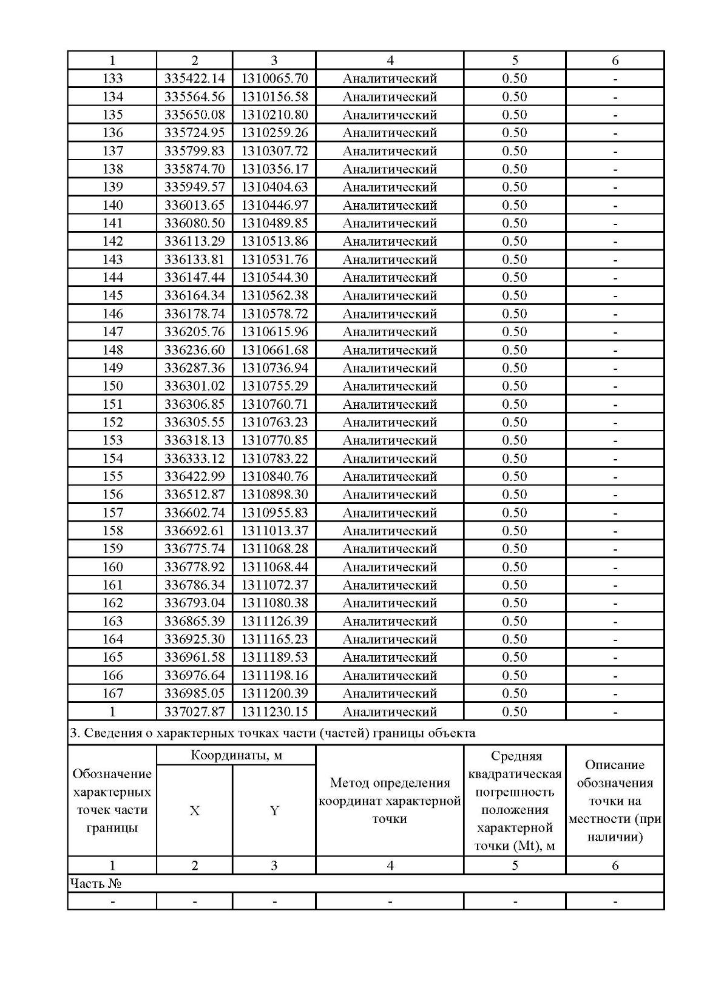 1 2 3 4 5 6
133 335422.14 1310065.70 Аналитический 0.50 -
134 335564.56 1310156.58 Аналитический 0.50 -
135 335650.08 1310210.80 Аналитический 0.50 -
136 335724.95 1310259.26 Аналитический 0.50 -
137 335799.83 1310307.72 Аналитический 0.50 -
138 335874.70 1310356.17 Аналитический 0.50 -
139 335949.57 1310404.63 Аналитический 0.50 -
140 336013.65 1310446.97 Аналитический 0.50 -
141 336080.50 1310489.85 Аналитический 0.50 -
142 336113.29 1310513.86 Аналитический 0.50 -
143 336133.81 1310531.76 Аналитический 0.50 -
144 336147.44 1310544.30 Аналитический 0.50 -
145 336164.34 1310562.38 Аналитический 0.50 -
146 336178.74 1310578.72 Аналитический 0.50 -
147 336205.76 1310615.96 Аналитический 0.50 -
148 336236.60 1310661.68 Аналитический 0.50 -
149 336287.36 1310736.94 Аналитический 0.50 -
150 336301.02 1310755.29 Аналитический 0.50 -
151 336306.85 1310760.71 Аналитический 0.50 -
152 336305.55 1310763.23 Аналитический 0.50 -
153 336318.13 1310770.85 Аналитический 0.50 -
154 336333.12 1310783.22 Аналитический 0.50 -
155 336422.99 1310840.76 Аналитический 0.50 -
156 336512.87 1310898.30 Аналитический 0.50 -
157 336602.74 1310955.83 Аналитический 0.50 -
158 336692.61 1311013.37 Аналитический 0.50 -
159 336775.74 1311068.28 Аналитический 0.50 -
160 336778.92 1311068.44 Аналитический 0.50 -
161 336786.34 1311072.37 Аналитический 0.50 -
162 336793.04 1311080.38 Аналитический 0.50 -
163 336865.39 1311126.39 Аналитический 0.50 -
164 336925.30 1311165.23 Аналитический 0.50 -
165 336961.58 1311189.53 Аналитический 0.50 -
166 336976.64 1311198.16 Аналитический 0.50 -
167 336985.05 1311200.39 Аналитический 0.50 -
1 337027.87 1311230.15 Аналитический 0.50 -
3. Сведения о характерных точках части (частей) границы объекта
Обозначение
характерных
точек части
границы
Координаты, м
X Y
Метод определения
координат характерной
точки
Средняя
квадратическая
погрешность
положения
характерной
точки (Mt), м
Описание
обозначения
точки на
местности (при
наличии)
1 2 3 4 5 6
Часть №
- - - - - -